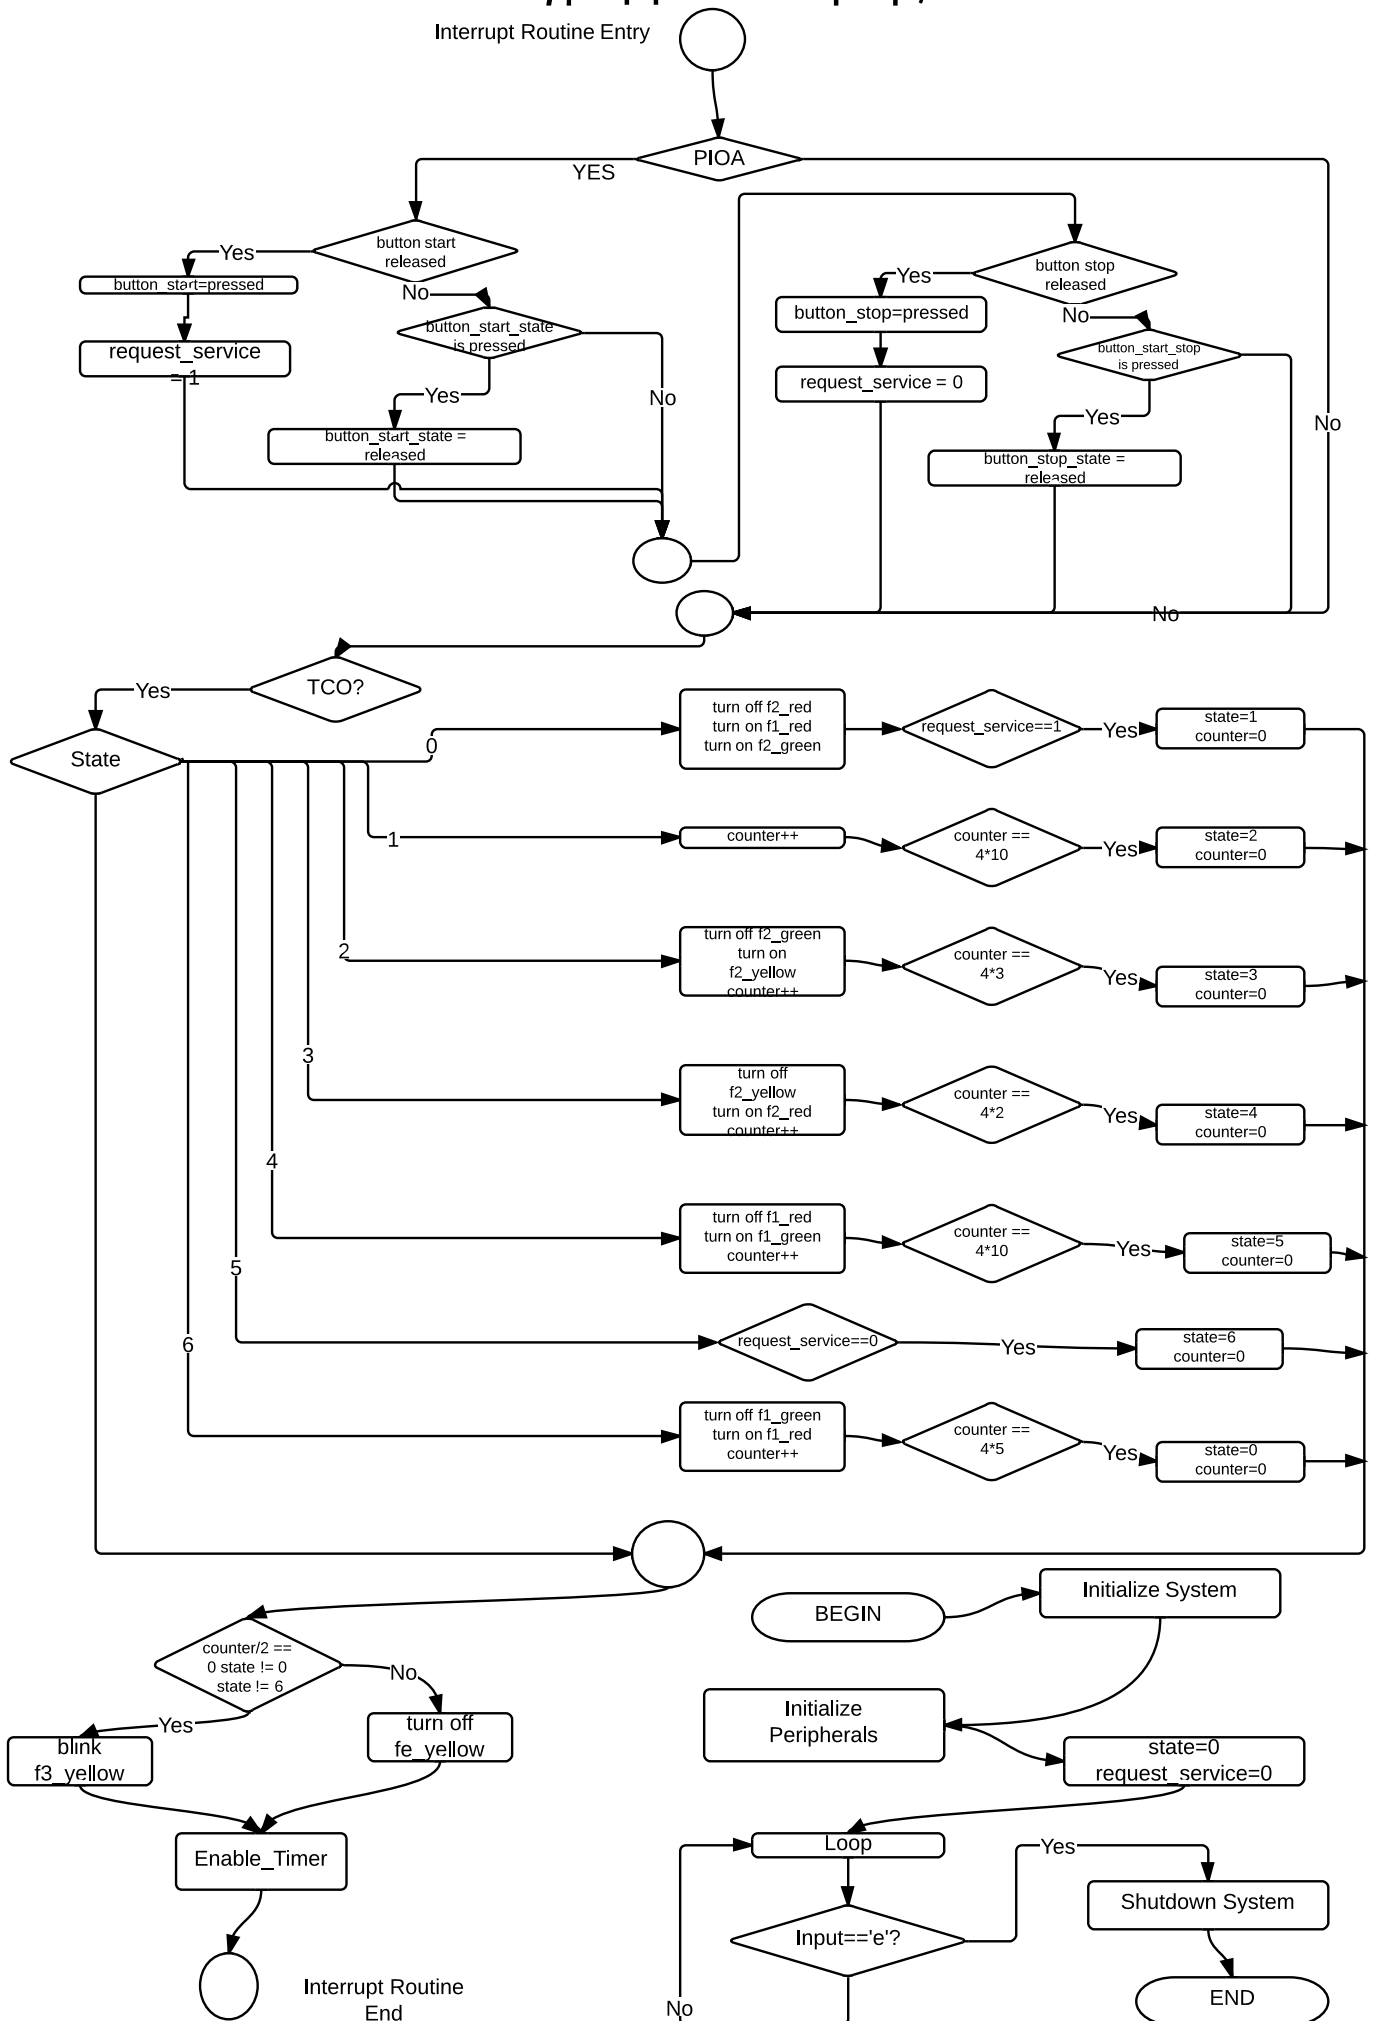 Interrupt Routine Entry
PIOA
YES
button start
released
Yes
button_start=pressed
No
request_service
=1
button_start_state
is pressed
Yes
No
button_start_state =
released
button stop
released
Yes
button_stop=pressed
No
request_service = 0
button_start_stop
is pressed
Yes
No
button_stop_state =
released
No
TCO?
Yes
State
0
turn off f2_red
turn on f1_red
turn on f2_green
request_service==1
Yes
state=1
counter=0
1
counter++
counter ==
4*10
Yes
state=2
counter=0
2
turn off f2_green
turn on
f2_yellow
counter++
counter ==
4*3
Yes
state=3
counter=0
3
turn off
f2_yellow
turn on f2_red
counter++
counter ==
4*2
Yes
state=4
counter=0
4
turn off f1_red
turn on f1_green
counter++
counter ==
4*10
Yes
state=5
counter=0
5
request_service==0
Yes
state=6
counter=0
6
turn off f1_green
turn on f1_red
counter++
counter ==
4*5
Yes
state=0
counter=0
counter/2 ==
0 state != 0
state != 6
No
Yes
turn off
fe_yellow
blink
f3_yellow
Enable_Timer
Interrupt Routine
End
BEGIN
Initialize System
Initialize
Peripherals
state=0
request_service=0
Loop
Yes
Input=='e'?
Shutdown System
No
END